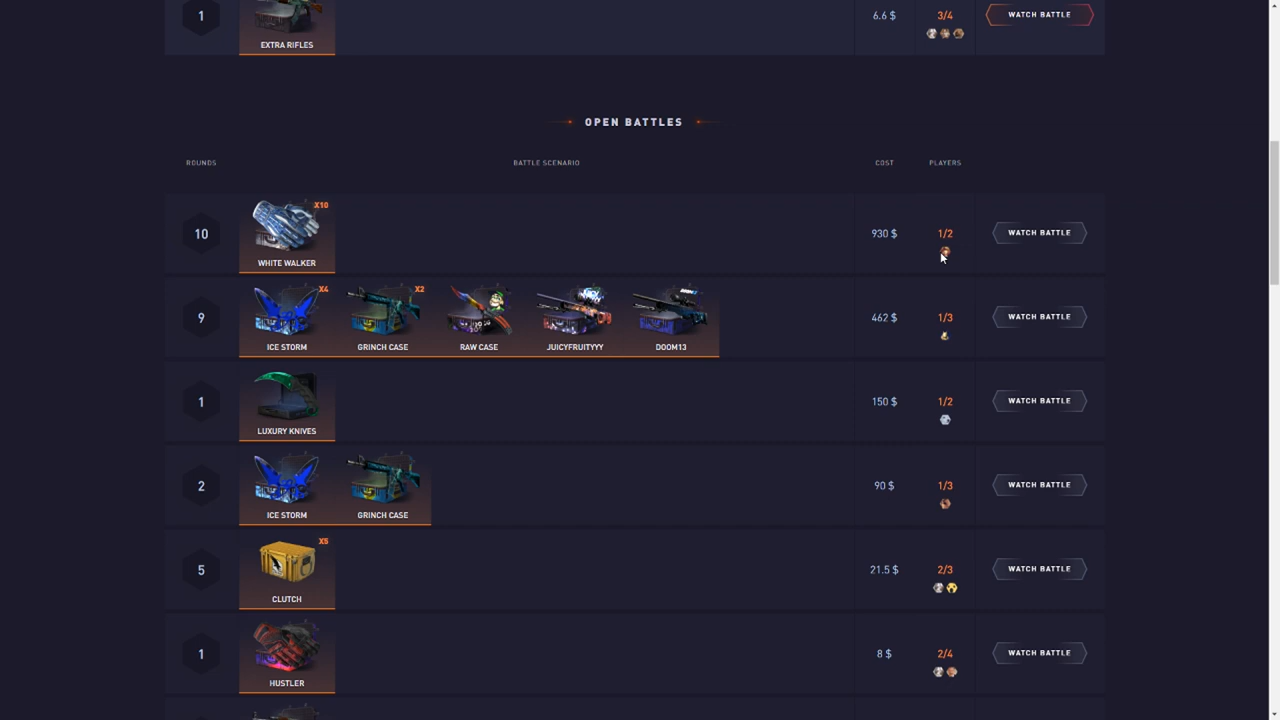 1
EXTRA RIFLES
6.6 $
3/4
WATCH BATTLE
OPEN BATTLES
ROUNDS
BATTLE SCENARIO
COST
PLAYERS
10
X10
WHITE WALKER
930 $
1/2
WATCH BATTLE
9
X4
ICE STORM
X2
GRINCH CASE
RAW CASE
JUICYFRUITYYY
DOOM13
462 $
1/3
WATCH BATTLE
1
LUXURY KNIVES
150 $
1/2
WATCH BATTLE
2
ICE STORM
GRINCH CASE
90 $
1/3
WATCH BATTLE
5
X5
CLUTCH
21.5 $
2/3
WATCH BATTLE
1
HUSTLER
8 $
2/4
WATCH BATTLE